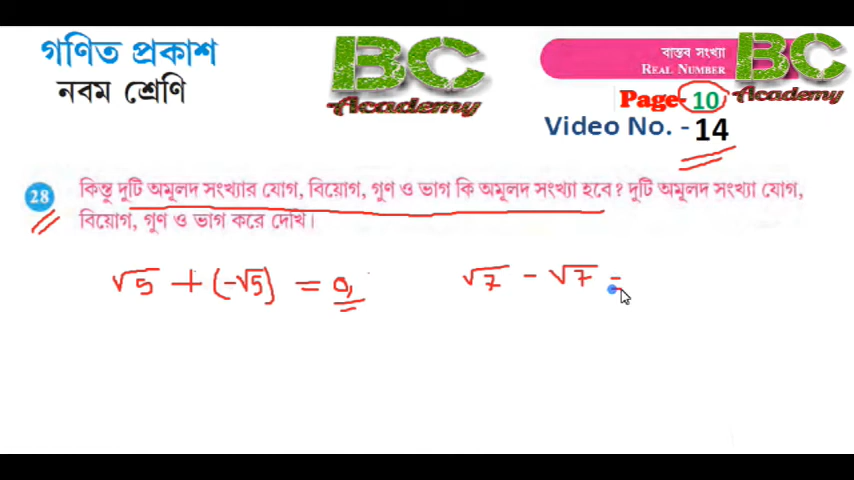 গণিত প্রকাশ
নবম শ্রেণি
BC
Academy
বাস্তব সংখ্যা
REAL NUMBER
BC
Academy
Page- 10
Video No. - 14
28 কিন্তু দুটি অমূলদ সংখ্যার যোগ, বিয়োগ, গুণ ও ভাগ কি অমূলদ সংখ্যা হবে? দুটি অমূলদ সংখ্যা যোগ,
বিয়োগ, গুণ ও ভাগ করে দেখি।
√5 + (-√5) = 0, √7 - √7 =